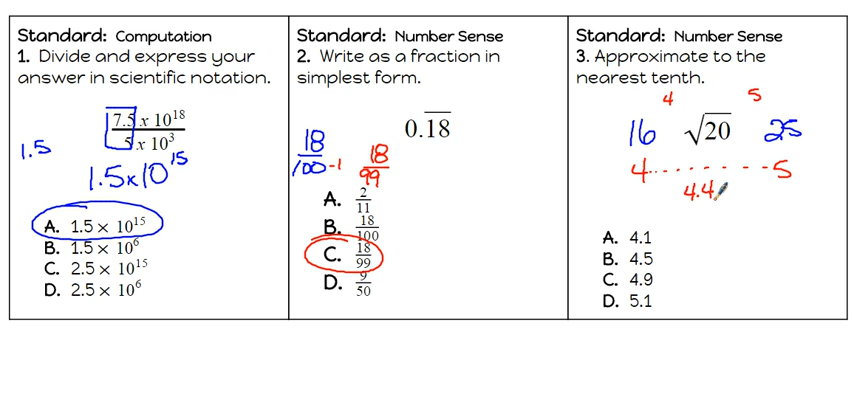 Standard: Computation
1. Divide and express your
answer in scientific notation.
7.5 x 10^18
5 x 10^3
1.5
1.5x10^15
A. 1.5 × 10^15
B. 1.5 × 10^6
C. 2.5 × 10^15
D. 2.5 × 10^6
Standard: Number Sense
2. Write as a fraction in
simplest form.
0.1̅8̅
18
100-1
18
99
A. 2/11
B. 18/100
C. 18/99
D. 9/50
Standard: Number Sense
3. Approximate to the
nearest tenth.
4 5
16 √20 25
4........5
4.4
A. 4.1
B. 4.5
C. 4.9
D. 5.1